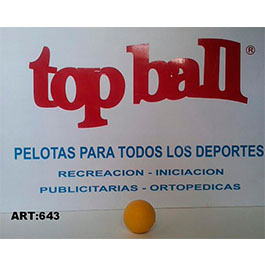 top ball ®
PELOTAS PARA TODOS LOS DEPORTES
RECREACION - INICIACION
PUBLICITARIAS - ORTOPEDICAS
ART:643